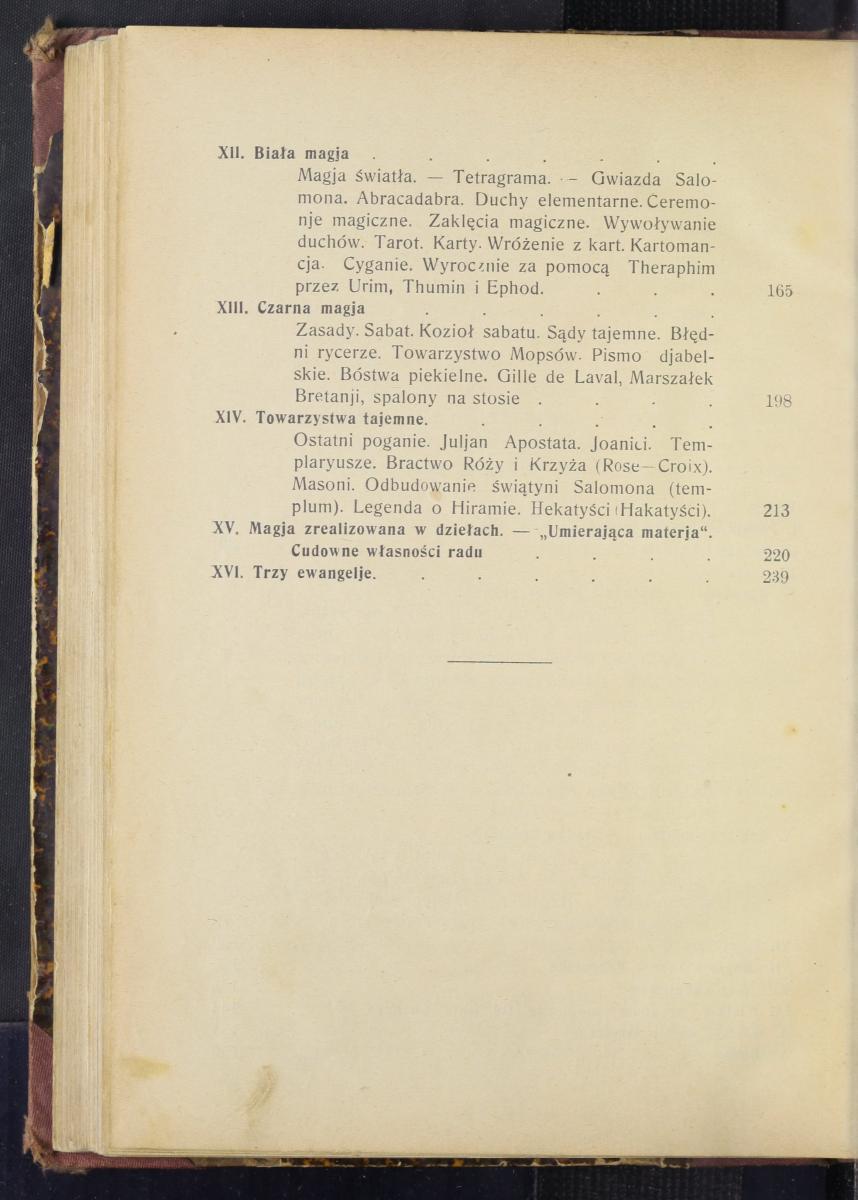 XII. Biała magja . . . . . . .
Magja światła. — Tetragrama. -- Gwiazda Salo-
mona. Abracadabra. Duchy elementarne. Ceremo-
nje magiczne. Zaklęcia magiczne. Wywoływanie
duchów. Tarot. Karty. Wróżenie z kart. Kartoman-
cja. Cyganie. Wyrocznie za pomocą Theraphim
przez Urim, Thumin i Ephod. . . . 165
XIII. Czarna magja . . . . . .
Zasady. Sabat. Kozioł sabatu. Sądy tajemne. Błęd-
ni rycerze. Towarzystwo Mopsów. Pismo djabel-
skie. Bóstwa piekielne. Gille de Laval, Marszałek
Bretanji, spalony na stosie . . . . 198
XIV. Towarzystwa tajemne. . . . . .
Ostatni poganie. Juljan Apostata. Joanici. Tem-
plaryusze. Bractwo Róży i Krzyża (Rose—Croix).
Masoni. Odbudowanie świątyni Salomona (tem-
plum). Legenda o Hiramie. Hekatyści (Hakatyści). 213
XV. Magja zrealizowana w dziełach. — „Umierająca materja“.
Cudowne własności radu . . . . 220
XVI. Trzy ewangelje. . . . . . . 239